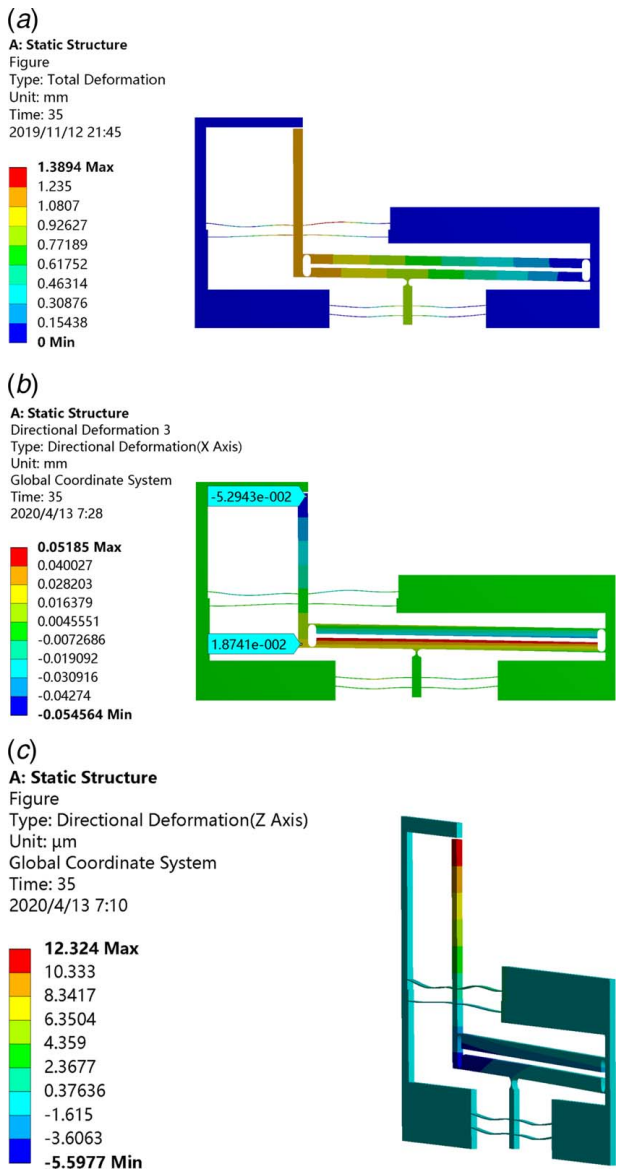 (a)
A: Static Structure
Figure
Type: Total Deformation
Unit: mm
Time: 35
2019/11/12 21:45
1.3894 Max
1.235
1.0807
0.92627
0.77189
0.61752
0.46314
0.30876
0.15438
0 Min
(b)
A: Static Structure
Directional Deformation 3
Type: Directional Deformation(X Axis)
Unit: mm
Global Coordinate System
Time: 35
2020/4/13 7:28
-5.2943e-002
0.05185 Max
0.040027
0.028203
0.016379
0.0045551
-0.0072686
-0.019092
-0.030916
-0.04274
-0.054564 Min
1.8741e-002
(c)
A: Static Structure
Figure
Type: Directional Deformation(Z Axis)
Unit: µm
Global Coordinate System
Time: 35
2020/4/13 7:10
12.324 Max
10.333
8.3417
6.3504
4.359
2.3677
0.37636
-1.615
-3.6063
-5.5977 Min